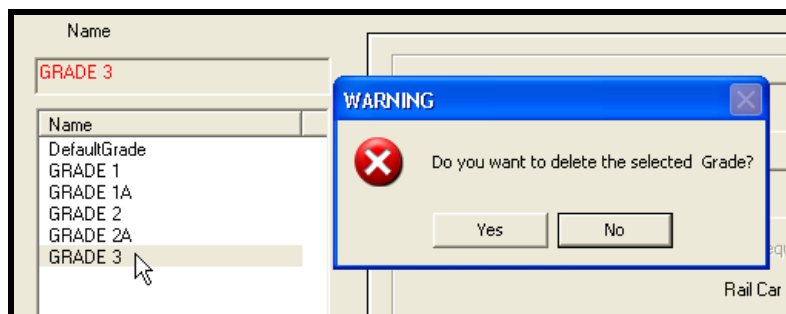 Name
GRADE 3
Name
DefaultGrade
GRADE 1
GRADE 1A
GRADE 2
GRADE 2A
GRADE 3
WARNING
Do you want to delete the selected Grade?
Yes
No
Rail Car